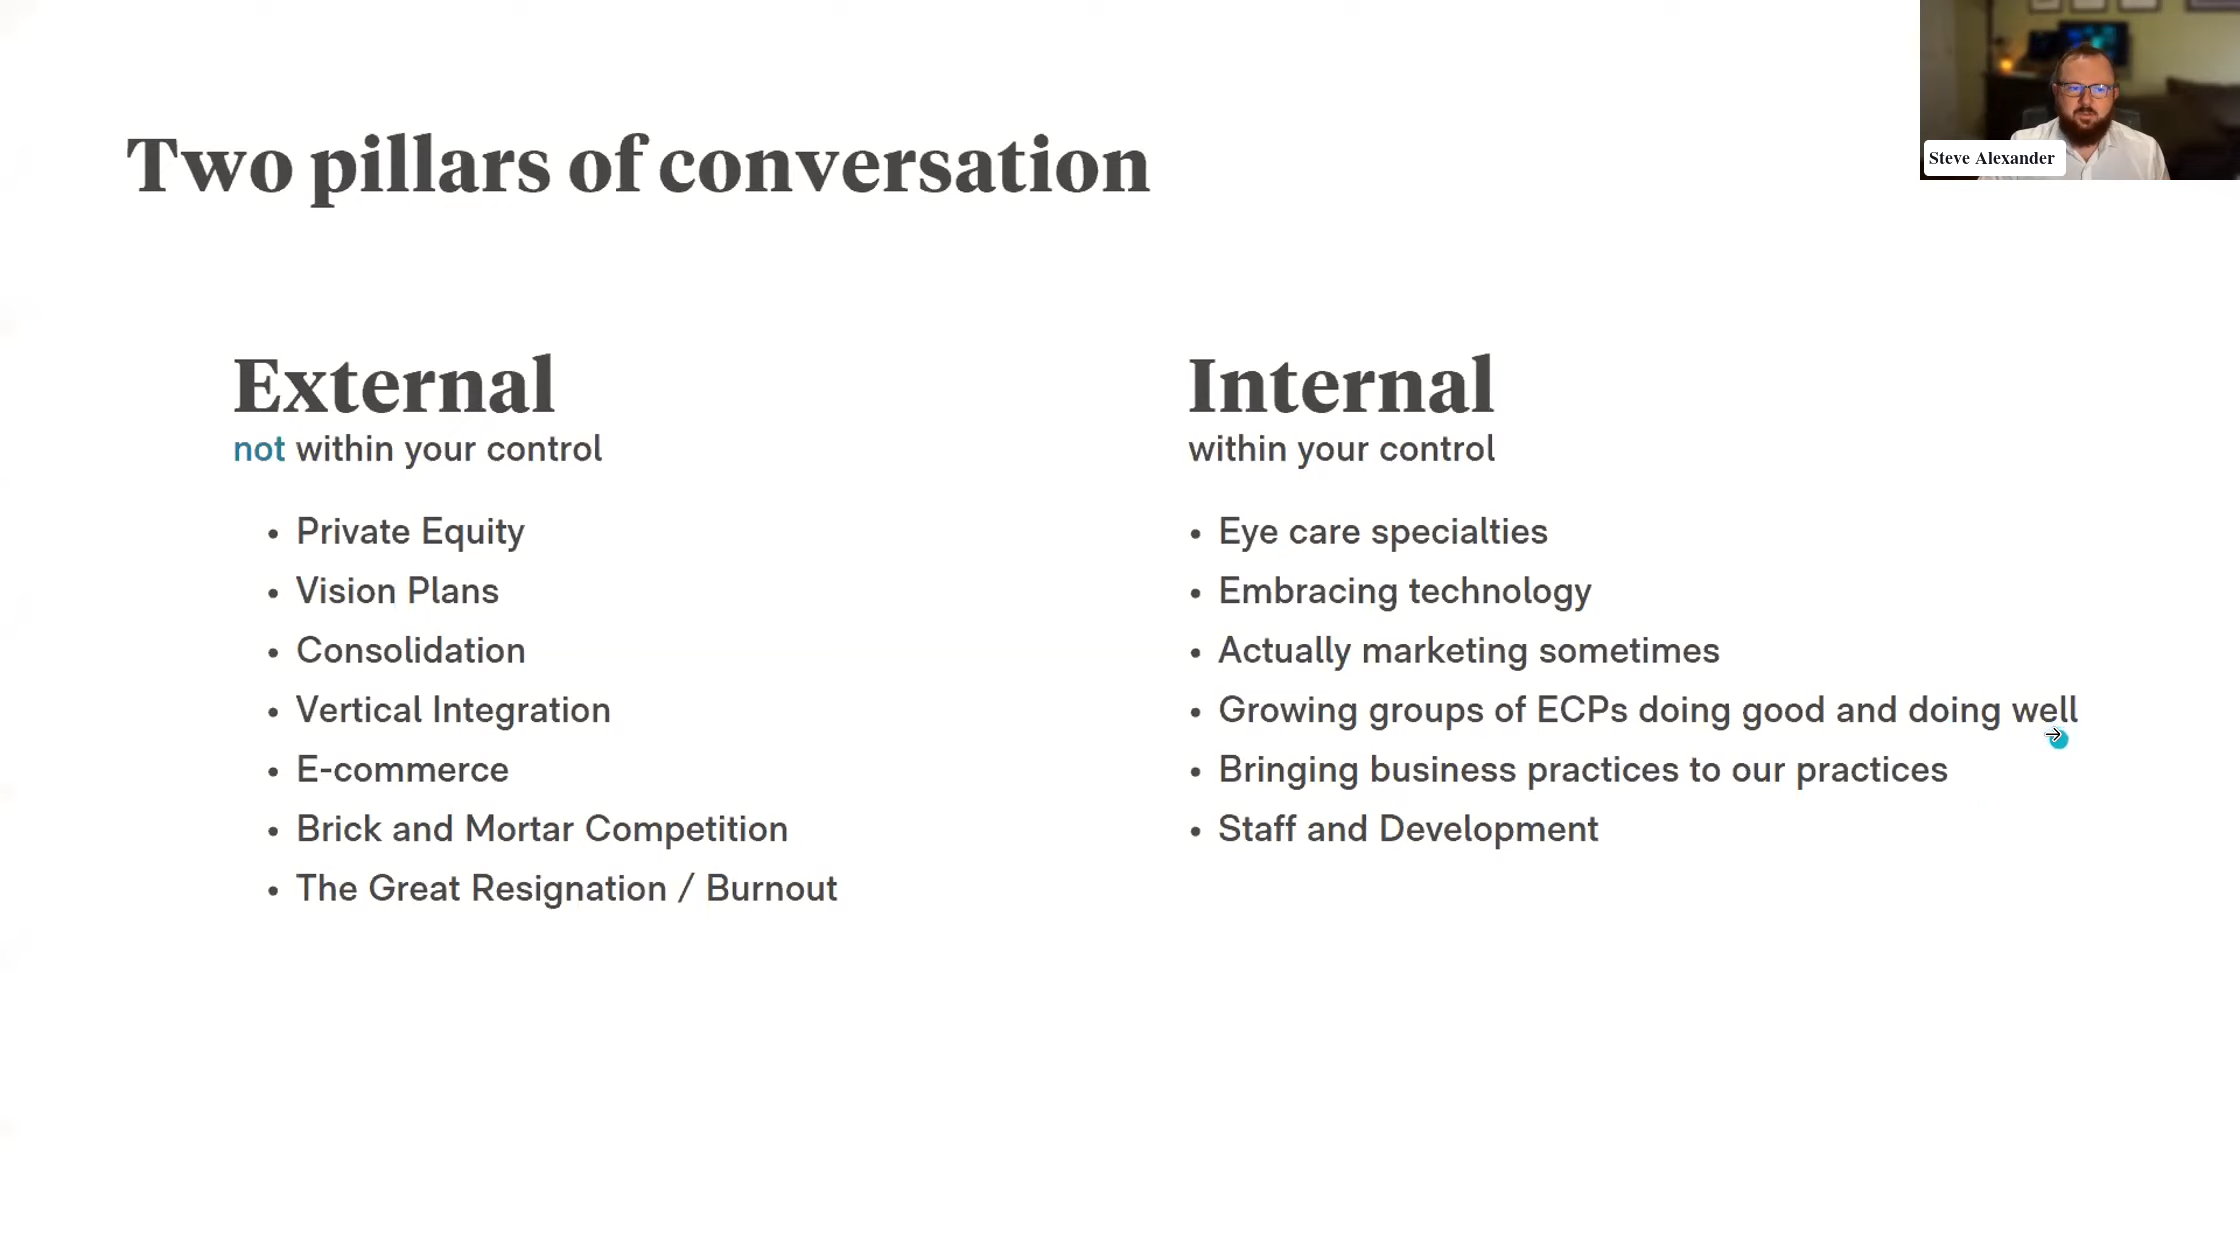 Two pillars of conversation
Steve Alexander
External
not within your control
• Private Equity
• Vision Plans
• Consolidation
• Vertical Integration
• E-commerce
• Brick and Mortar Competition
• The Great Resignation / Burnout
Internal
within your control
• Eye care specialties
• Embracing technology
• Actually marketing sometimes
• Growing groups of ECPs doing good and doing well
• Bringing business practices to our practices
• Staff and Development